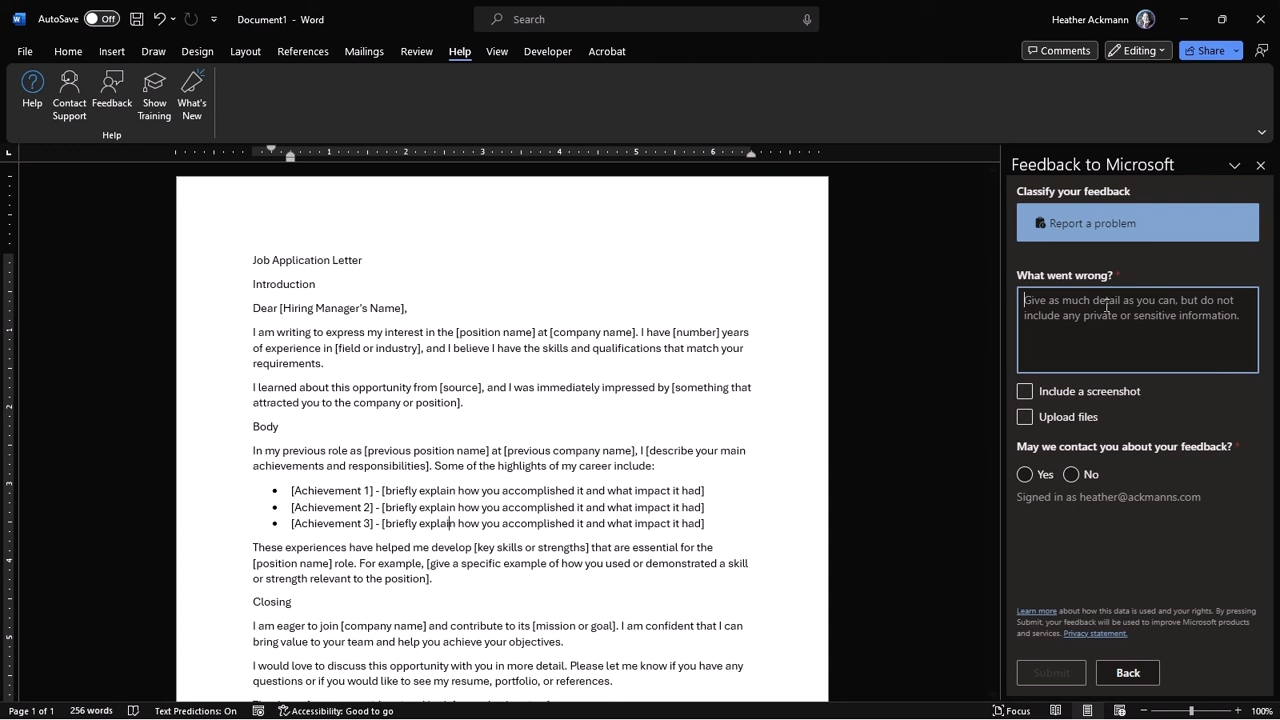 AutoSave Off Document1 - Word Search Heather Ackmann
File Home Insert Draw Design Layout References Mailings Review Help View Developer Acrobat Comments Editing Share
Help Contact Support Feedback Show Training What's New
Help
1 2 3 4 5 6
Job Application Letter
Introduction
Dear [Hiring Manager's Name],
I am writing to express my interest in the [position name] at [company name]. I have [number] years
of experience in [field or industry], and I believe I have the skills and qualifications that match your
requirements.
I learned about this opportunity from [source], and I was immediately impressed by [something that
attracted you to the company or position].
Body
In my previous role as [previous position name] at [previous company name], I [describe your main
achievements and responsibilities]. Some of the highlights of my career include:
• [Achievement 1] - [briefly explain how you accomplished it and what impact it had]
• [Achievement 2] - [briefly explain how you accomplished it and what impact it had]
• [Achievement 3] - [briefly explain how you accomplished it and what impact it had]
These experiences have helped me develop [key skills or strengths] that are essential for the
[position name] role. For example, [give a specific example of how you used or demonstrated a skill
or strength relevant to the position].
Closing
I am eager to join [company name] and contribute to its [mission or goal]. I am confident that I can
bring value to your team and help you achieve your objectives.
I would love to discuss this opportunity with you in more detail. Please let me know if you have any
questions or if you would like to see my resume, portfolio, or references.
Feedback to Microsoft
Classify your feedback
Report a problem
What went wrong? *
Give as much detail as you can, but do not
include any private or sensitive information.
Include a screenshot
Upload files
May we contact you about your feedback? *
Yes No
Signed in as heather@ackmanns.com
Learn more about how this data is used and your rights. By pressing
Submit, your feedback will be used to improve Microsoft products
and services. Privacy statement.
Submit Back
Page 1 of 1 256 words Text Predictions: On Accessibility: Good to go Focus 100%